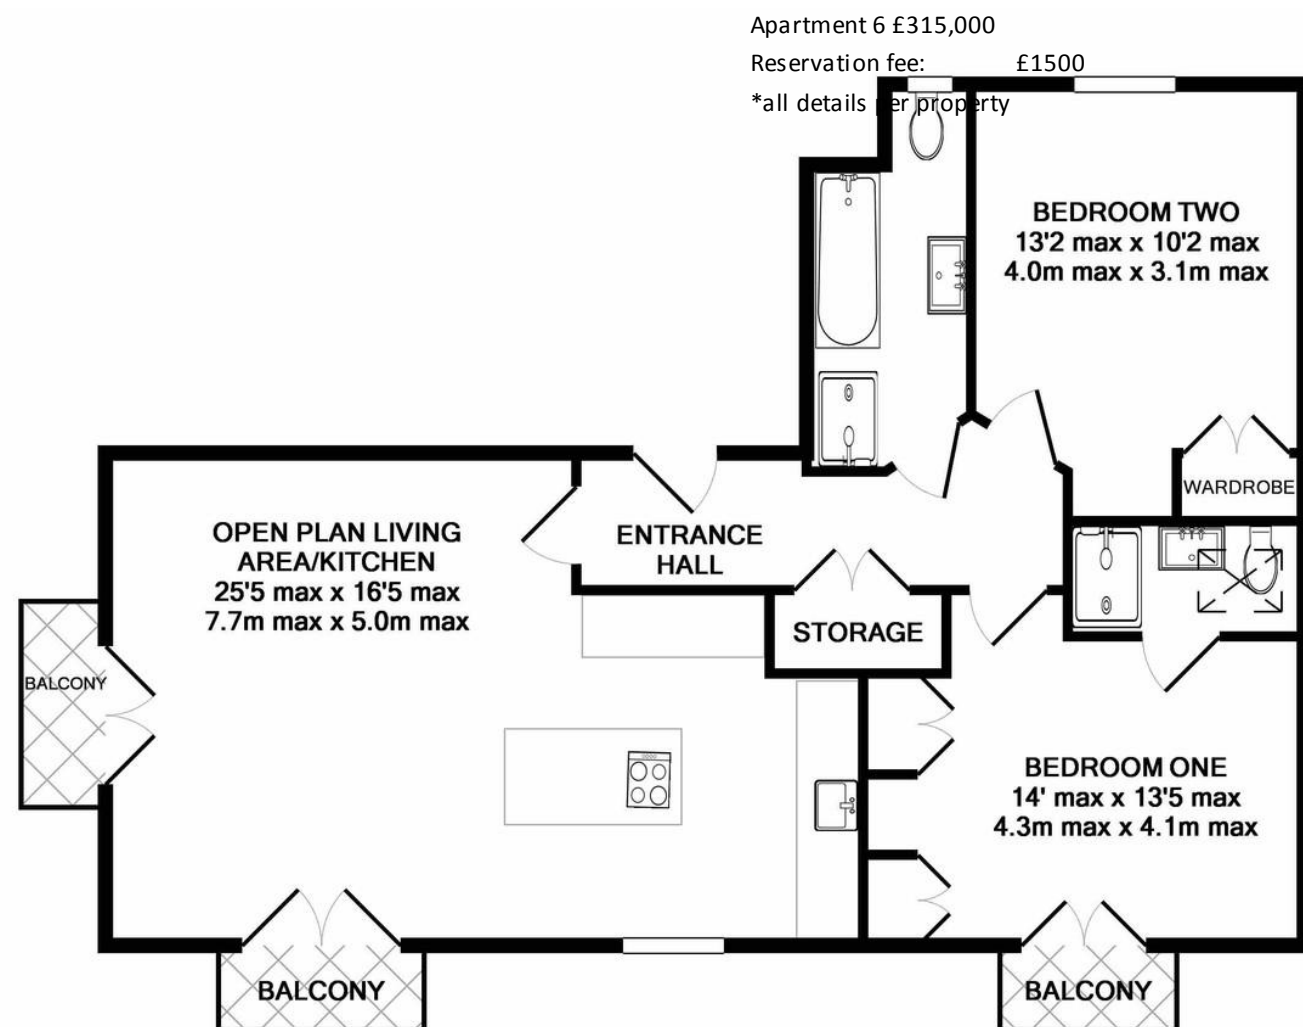 Apartment 6 £315,000
Reservation fee: £1500
*all details per property
BEDROOM TWO
13'2 max x 10'2 max
4.0m max x 3.1m max
WARDROBE
OPEN PLAN LIVING
AREA/KITCHEN
25'5 max x 16'5 max
7.7m max x 5.0m max
ENTRANCE
HALL
STORAGE
BALCONY
BEDROOM ONE
14' max x 13'5 max
4.3m max x 4.1m max
BALCONY
BALCONY